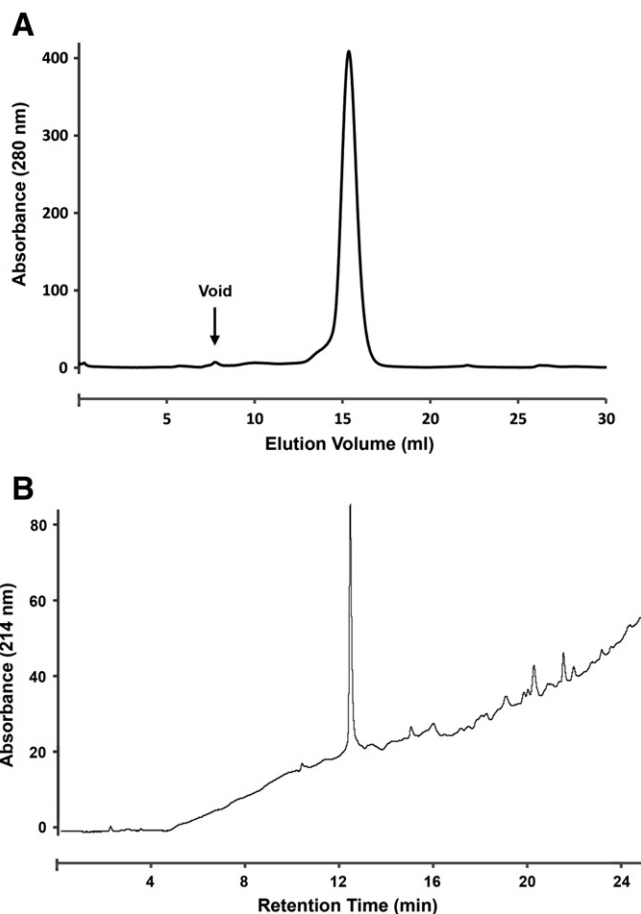 A
Absorbance (280 nm)
400
300
200
100
0
Void
5 10 15 20 25 30
Elution Volume (ml)
B
Absorbance (214 nm)
80
60
40
20
0
4 8 12 16 20 24
Retention Time (min)